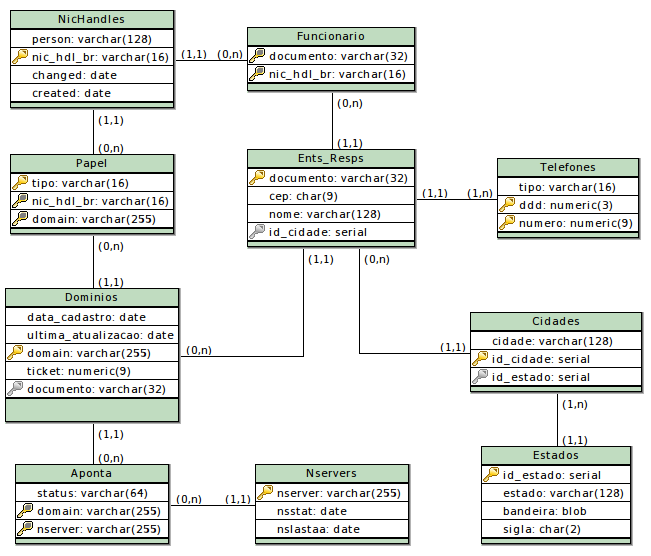 NicHandles
person: varchar(128)
nic_hdl_br: varchar(16)
changed: date
created: date
(1,1)
(0,n)
Funcionario
documento: varchar(32)
nic_hdl_br: varchar(16)
(1,1)
(0,n)
(0,n)
(1,1)
Papel
tipo: varchar(16)
nic_hdl_br: varchar(16)
domain: varchar(255)
Ents_Resps
documento: varchar(32)
cep: char(9)
nome: varchar(128)
id_cidade: serial
(1,1)
(1,n)
Telefones
tipo: varchar(16)
ddd: numeric(3)
numero: numeric(9)
(0,n)
(1,1)
(1,1)
(0,n)
Dominios
data_cadastro: date
ultima_atualizacao: date
domain: varchar(255)
ticket: numeric(9)
documento: varchar(32)
(0,n)
(1,1)
Cidades
cidade: varchar(128)
id_cidade: serial
id_estado: serial
(1,n)
(1,1)
(1,1)
(0,n)
Aponta
status: varchar(64)
domain: varchar(255)
nserver: varchar(255)
(0,n)
(1,1)
Nservers
nserver: varchar(255)
nsstat: date
nslastaa: date
Estados
id_estado: serial
estado: varchar(128)
bandeira: blob
sigla: char(2)